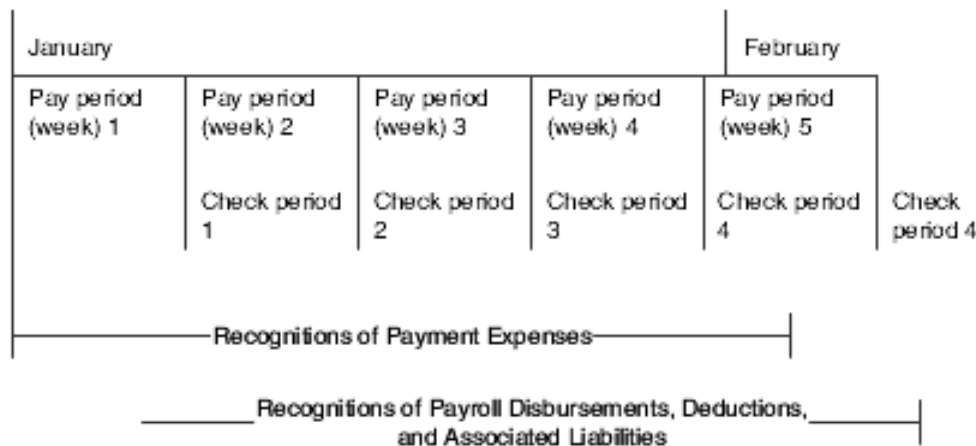 January
February
Pay period
(week) 1
Pay period
(week) 2
Pay period
(week) 3
Pay period
(week) 4
Pay period
(week) 5
Check period
1
Check period
2
Check period
3
Check period
4
Check
period 4
Recognitions of Payment Expenses
Recognitions of Payroll Disbursements, Deductions,
and Associated Liabilities